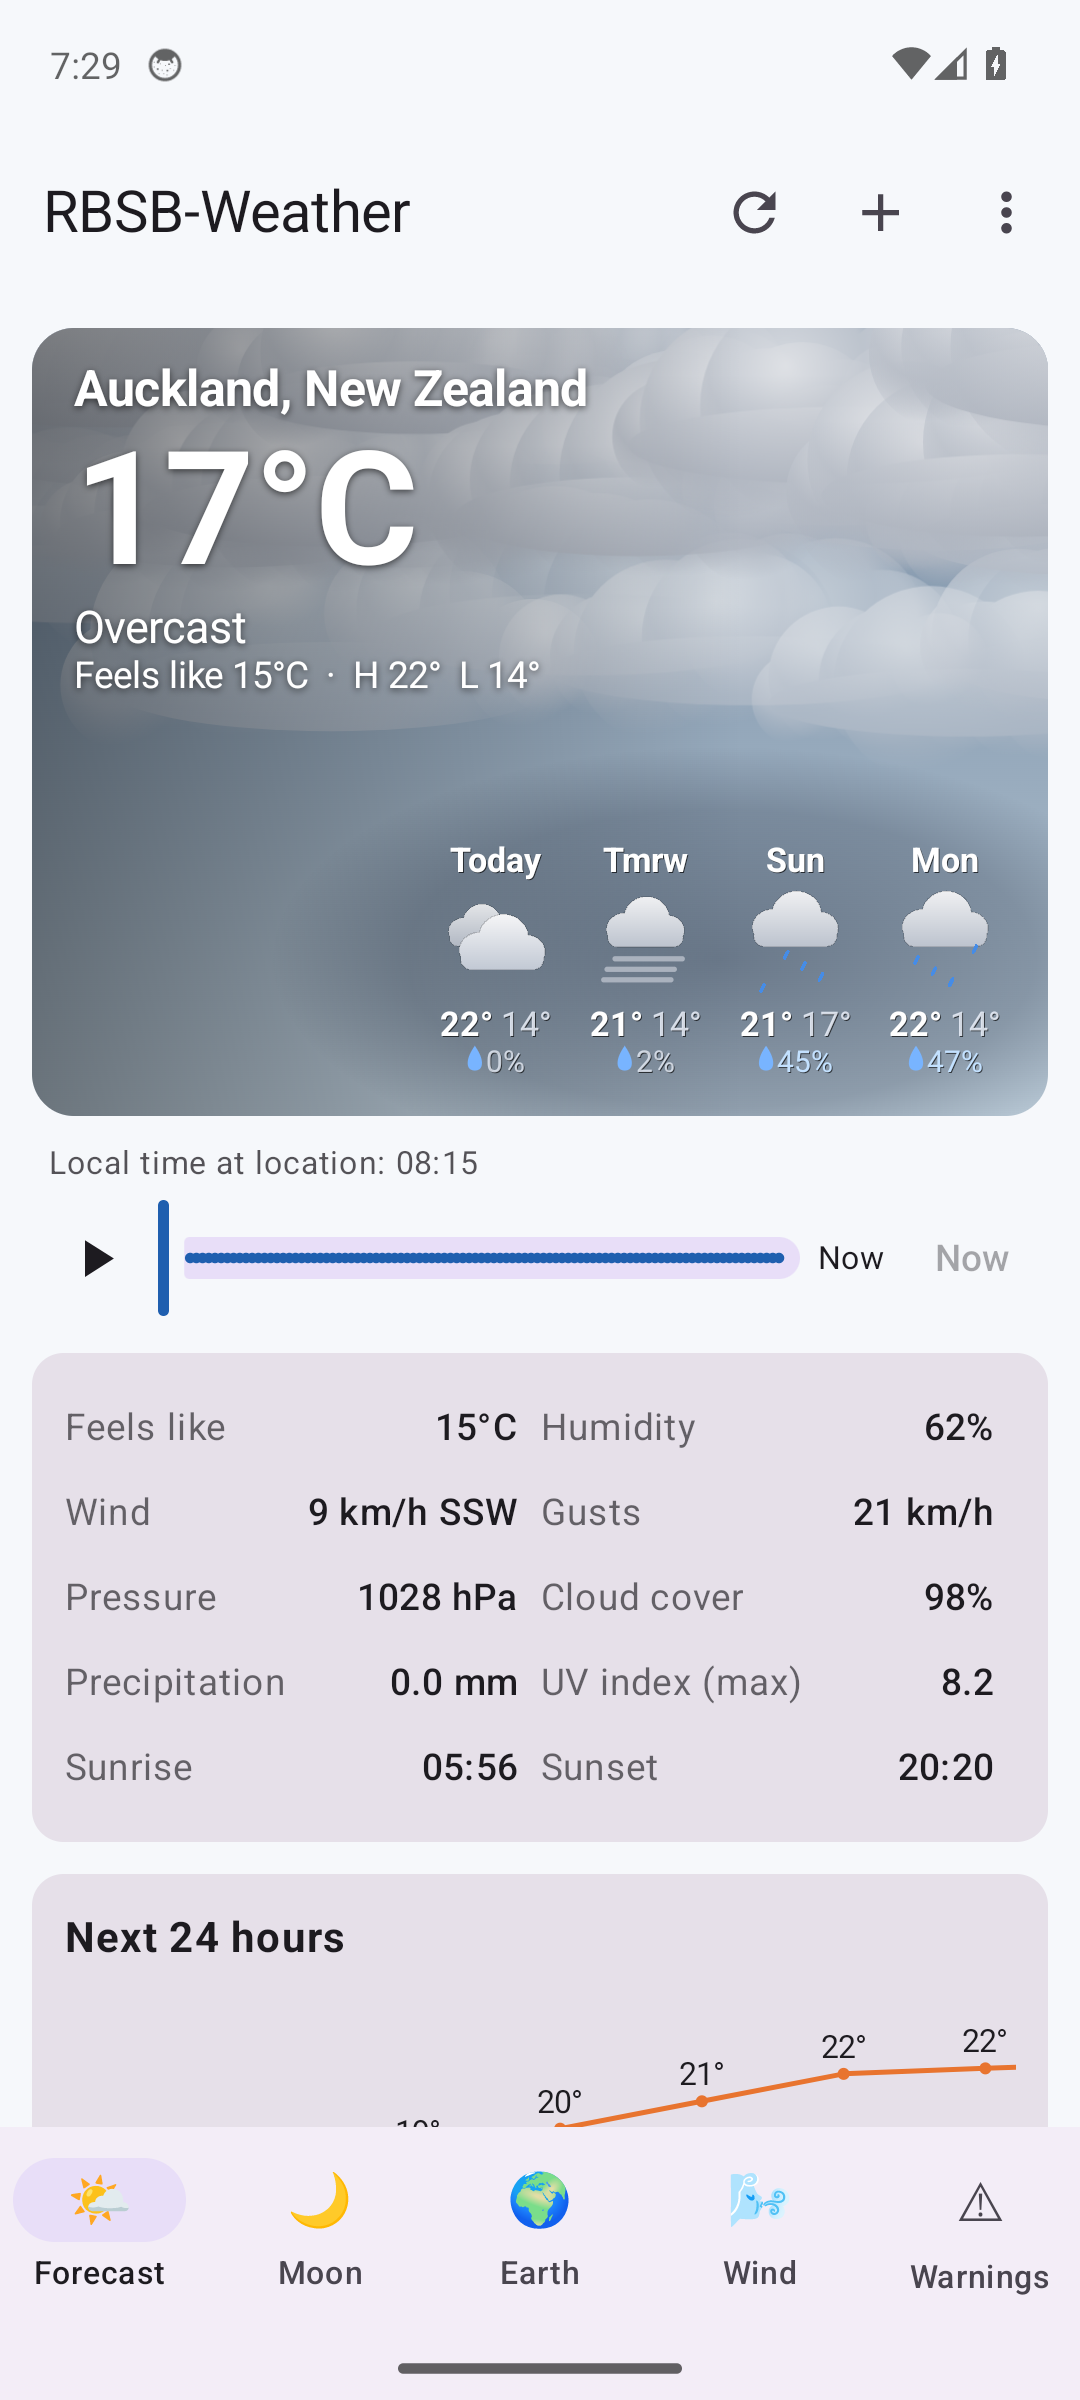 7:29
RBSB-Weather
Auckland, New Zealand
17°C
Overcast
Feels like 15°C · H 22° L 14°
Today Tmrw Sun Mon
22° 14° 21° 14° 21° 17° 22° 14°
0% 2% 45% 47%
Local time at location: 08:15
Now Now
Feels like 15°C Humidity 62%
Wind 9 km/h SSW Gusts 21 km/h
Pressure 1028 hPa Cloud cover 98%
Precipitation 0.0 mm UV index (max) 8.2
Sunrise 05:56 Sunset 20:20
Next 24 hours
20° 21° 22° 22°
Forecast Moon Earth Wind Warnings